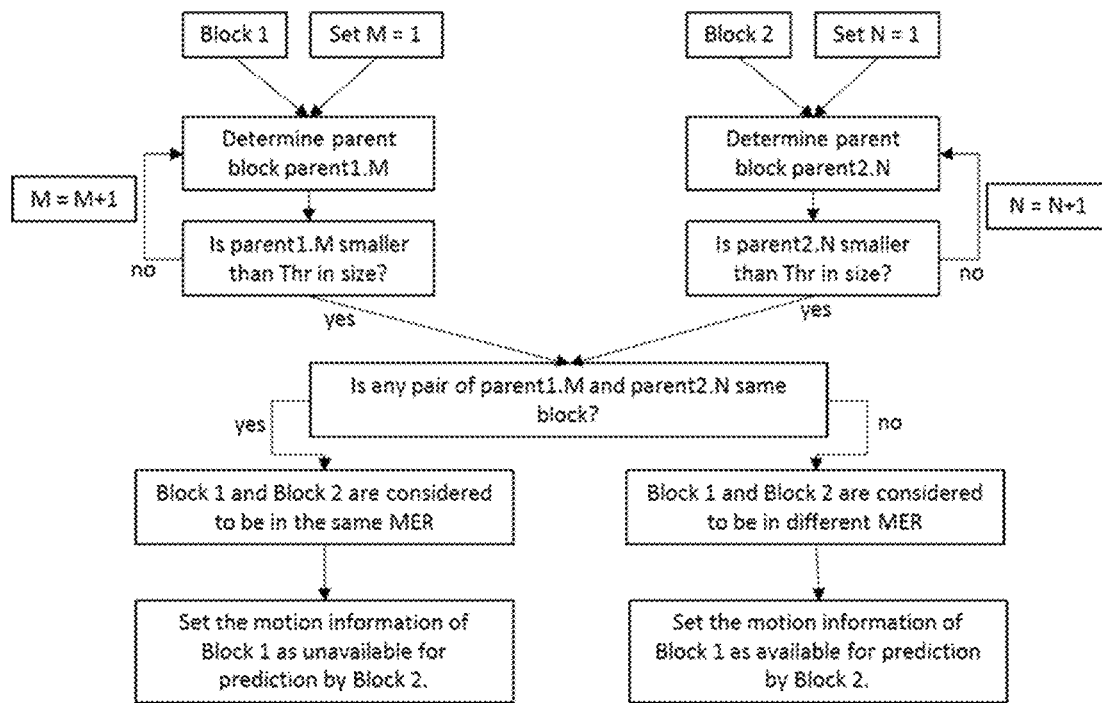 Block 1
Set M = 1
Block 2
Set N = 1
Determine parent
block parent1.M
Determine parent
block parent2.N
M = M+1
N = N+1
Is parent1.M smaller
than Thr in size?
Is parent2.N smaller
than Thr in size?
no
no
yes
yes
Is any pair of parent1.M and parent2.N same
block?
yes
no
Block 1 and Block 2 are considered
to be in the same MER
Block 1 and Block 2 are considered
to be in different MER
Set the motion information of
Block 1 as unavailable for
prediction by Block 2.
Set the motion information of
Block 1 as available for prediction
by Block 2.